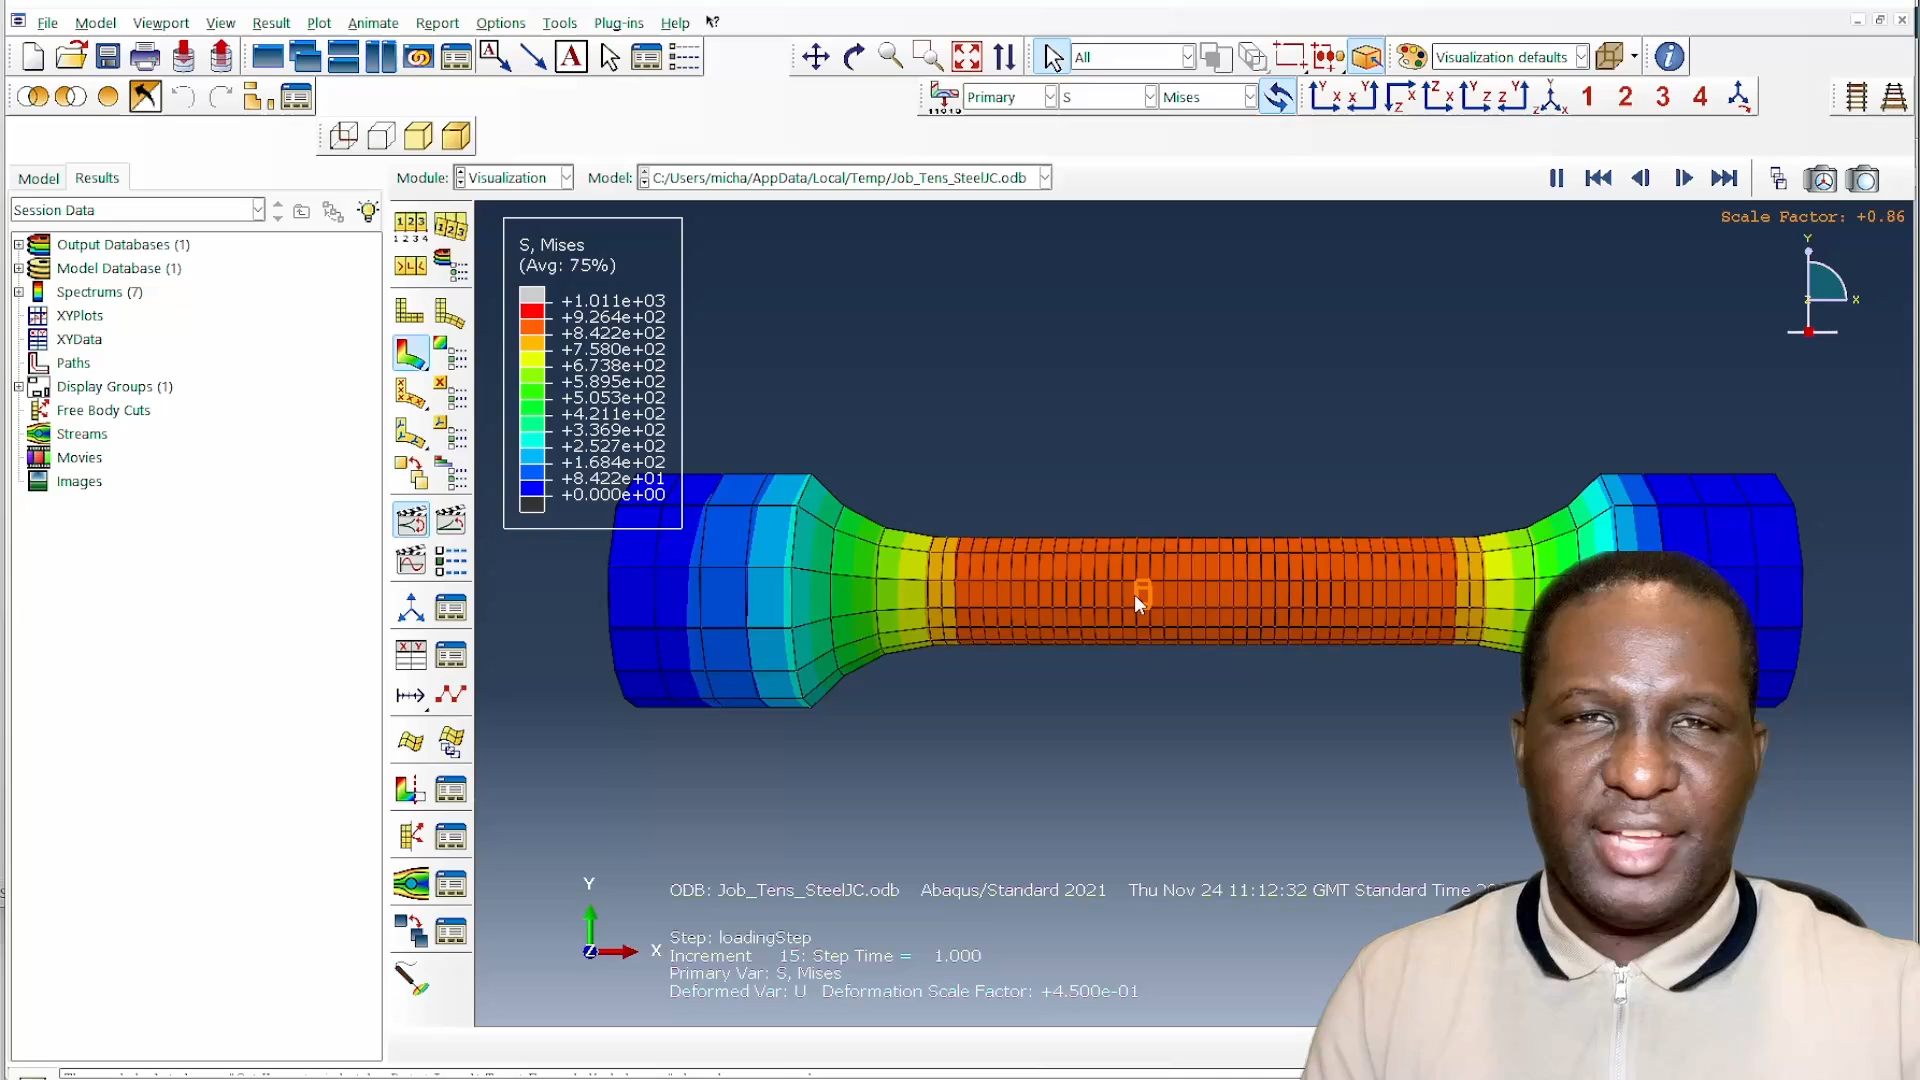 File Model Viewport View Result Plot Animate Report Options Tools Plug-ins Help
All Visualization defaults
Primary S Mises 1 2 3 4
Model Results
Module: Visualization Model: C:/Users/micha/AppData/Local/Temp/Job_Tens_SteelJC.odb
Session Data
Output Databases (1)
Model Database (1)
Spectrums (7)
XYPlots
XYData
Paths
Display Groups (1)
Free Body Cuts
Streams
Movies
Images
Scale Factor: +0.86
Y
Z X
S, Mises
(Avg: 75%)
+1.011e+03
+9.264e+02
+8.422e+02
+7.580e+02
+6.738e+02
+5.895e+02
+5.053e+02
+4.211e+02
+3.369e+02
+2.527e+02
+1.684e+02
+8.422e+01
+0.000e+00
Y
Z X
ODB: Job_Tens_SteelJC.odb Abaqus/Standard 2021 Thu Nov 24 11:12:32 GMT Standard Time
Step: loadingStep
Increment 15: Step Time = 1.000
Primary Var: S, Mises
Deformed Var: U Deformation Scale Factor: +4.500e-01